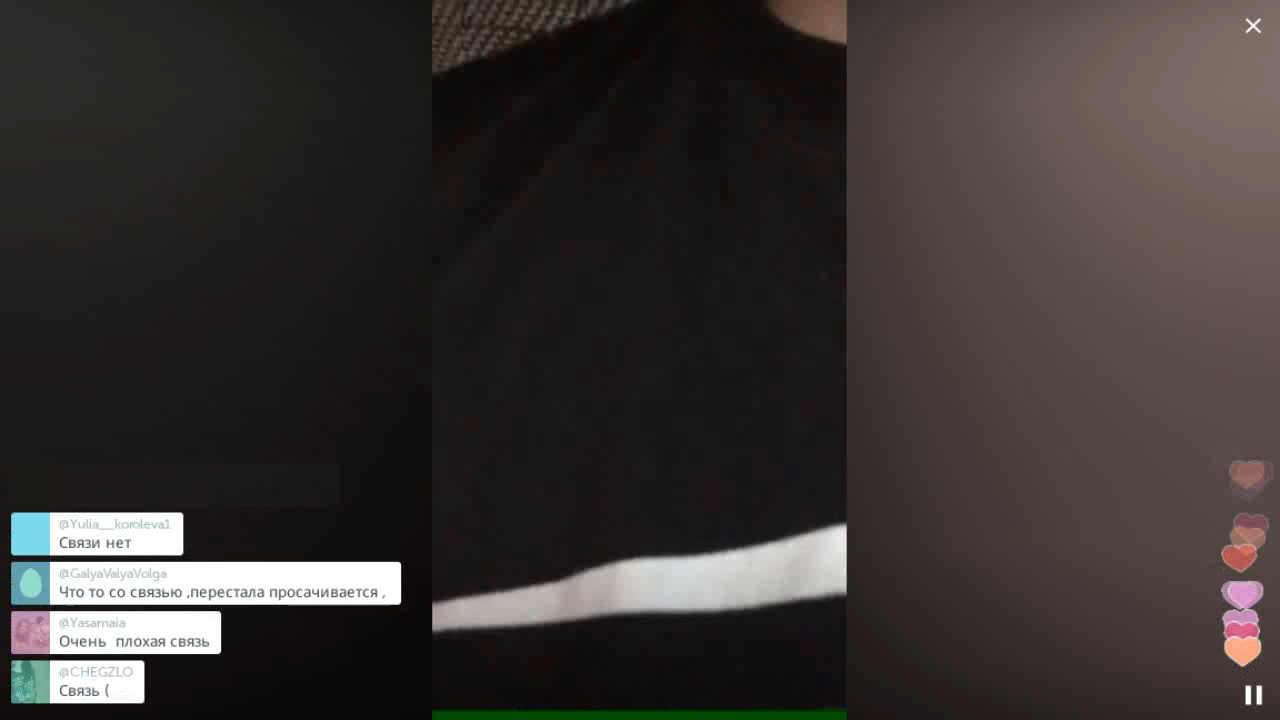 @Yulia__koroleva1
Связи нет
@GalyaValyaVolga
Что то со связью ,перестала просачивается ,
@Yasamaia
Очень плохая связь
@CHEGZLO
Связь (